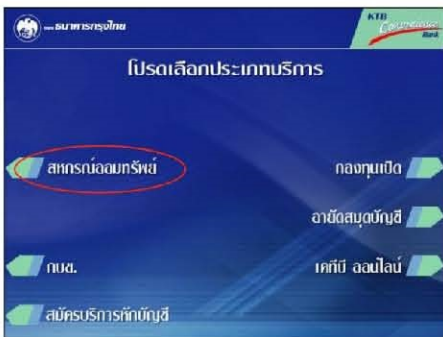 ธนาคารกรุงไทย
KTB
โปรดเลือกประเภทบริการ
สหกรณ์ออมทรัพย์
กองทุนเปิด
อายัดสมุดบัญชี
กบข.
เคทีบี ออนไลน์
สมัครบริการหักบัญชี